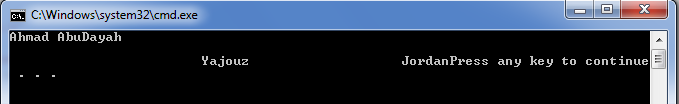 C:\Windows\system32\cmd.exe
Ahmad AbuDayah
Yajouz JordanPress any key to continue
. . .